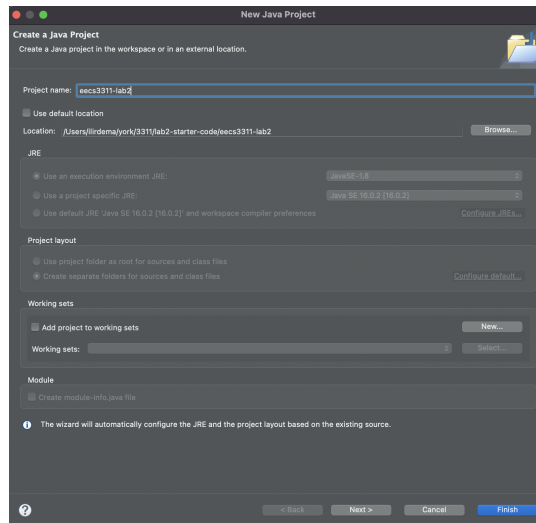 New Java Project
Create a Java Project
Create a Java project in the workspace or in an external location.
Project name: eecs3311-lab2
Use default location
Location: /Users/ilirdema/york/3311/lab2-starter-code/eecs3311-lab2 Browse...
JRE
Use an execution environment JRE: JavaSE-1.8
Use a project specific JRE: Java SE 16.0.2 [16.0.2]
Use default JRE 'Java SE 16.0.2 [16.0.2]' and workspace compiler preferences Configure JREs...
Project layout
Use project folder as root for sources and class files
Create separate folders for sources and class files Configure default...
Working sets
Add project to working sets New...
Working sets: Select...
Module
Create module-info.java file
The wizard will automatically configure the JRE and the project layout based on the existing source.
? < Back Next > Cancel Finish